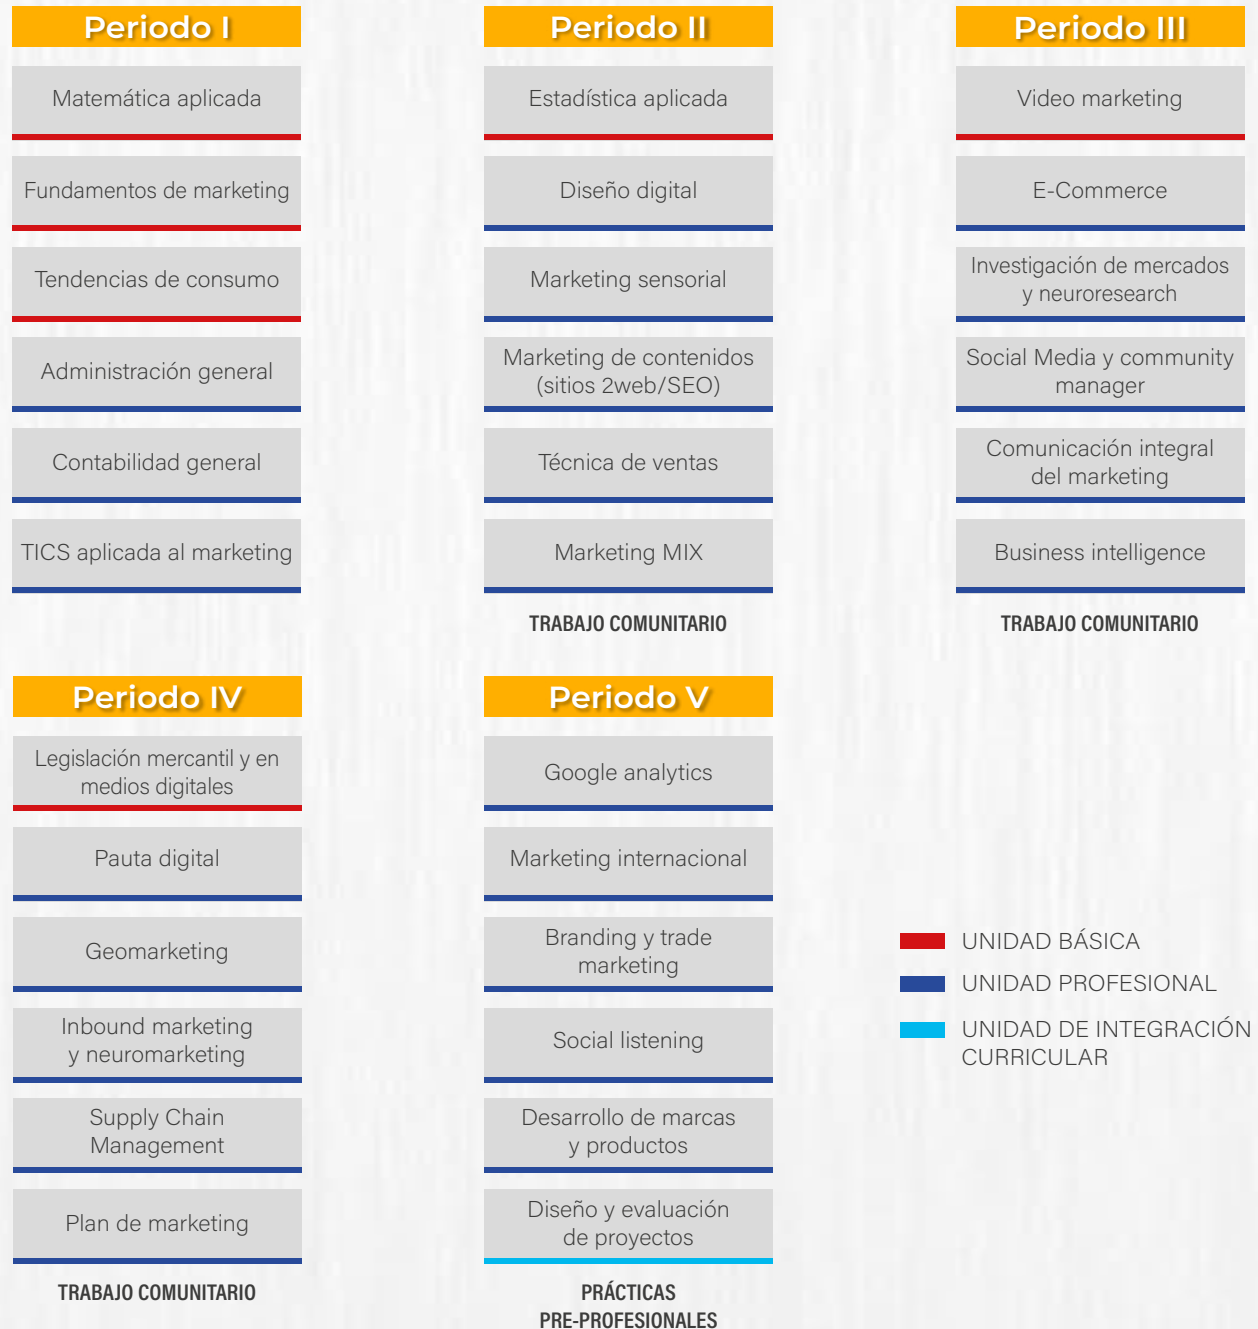 Periodo I
Matemática aplicada
Fundamentos de marketing
Tendencias de consumo
Administración general
Contabilidad general
TICS aplicada al marketing
Periodo II
Estadística aplicada
Diseño digital
Marketing sensorial
Marketing de contenidos
(sitios 2web/SEO)
Técnica de ventas
Marketing MIX
TRABAJO COMUNITARIO
Periodo III
Video marketing
E-Commerce
Investigación de mercados
y neuroresearch
Social Media y community
manager
Comunicación integral
del marketing
Business intelligence
TRABAJO COMUNITARIO
Periodo IV
Legislación mercantil y en
medios digitales
Pauta digital
Geomarketing
Inbound marketing
y neuromarketing
Supply Chain
Management
Plan de marketing
TRABAJO COMUNITARIO
Periodo V
Google analytics
Marketing internacional
Branding y trade
marketing
Social listening
Desarrollo de marcas
y productos
Diseño y evaluación
de proyectos
PRÁCTICAS
PRE-PROFESIONALES
UNIDAD BÁSICA
UNIDAD PROFESIONAL
UNIDAD DE INTEGRACIÓN
CURRICULAR